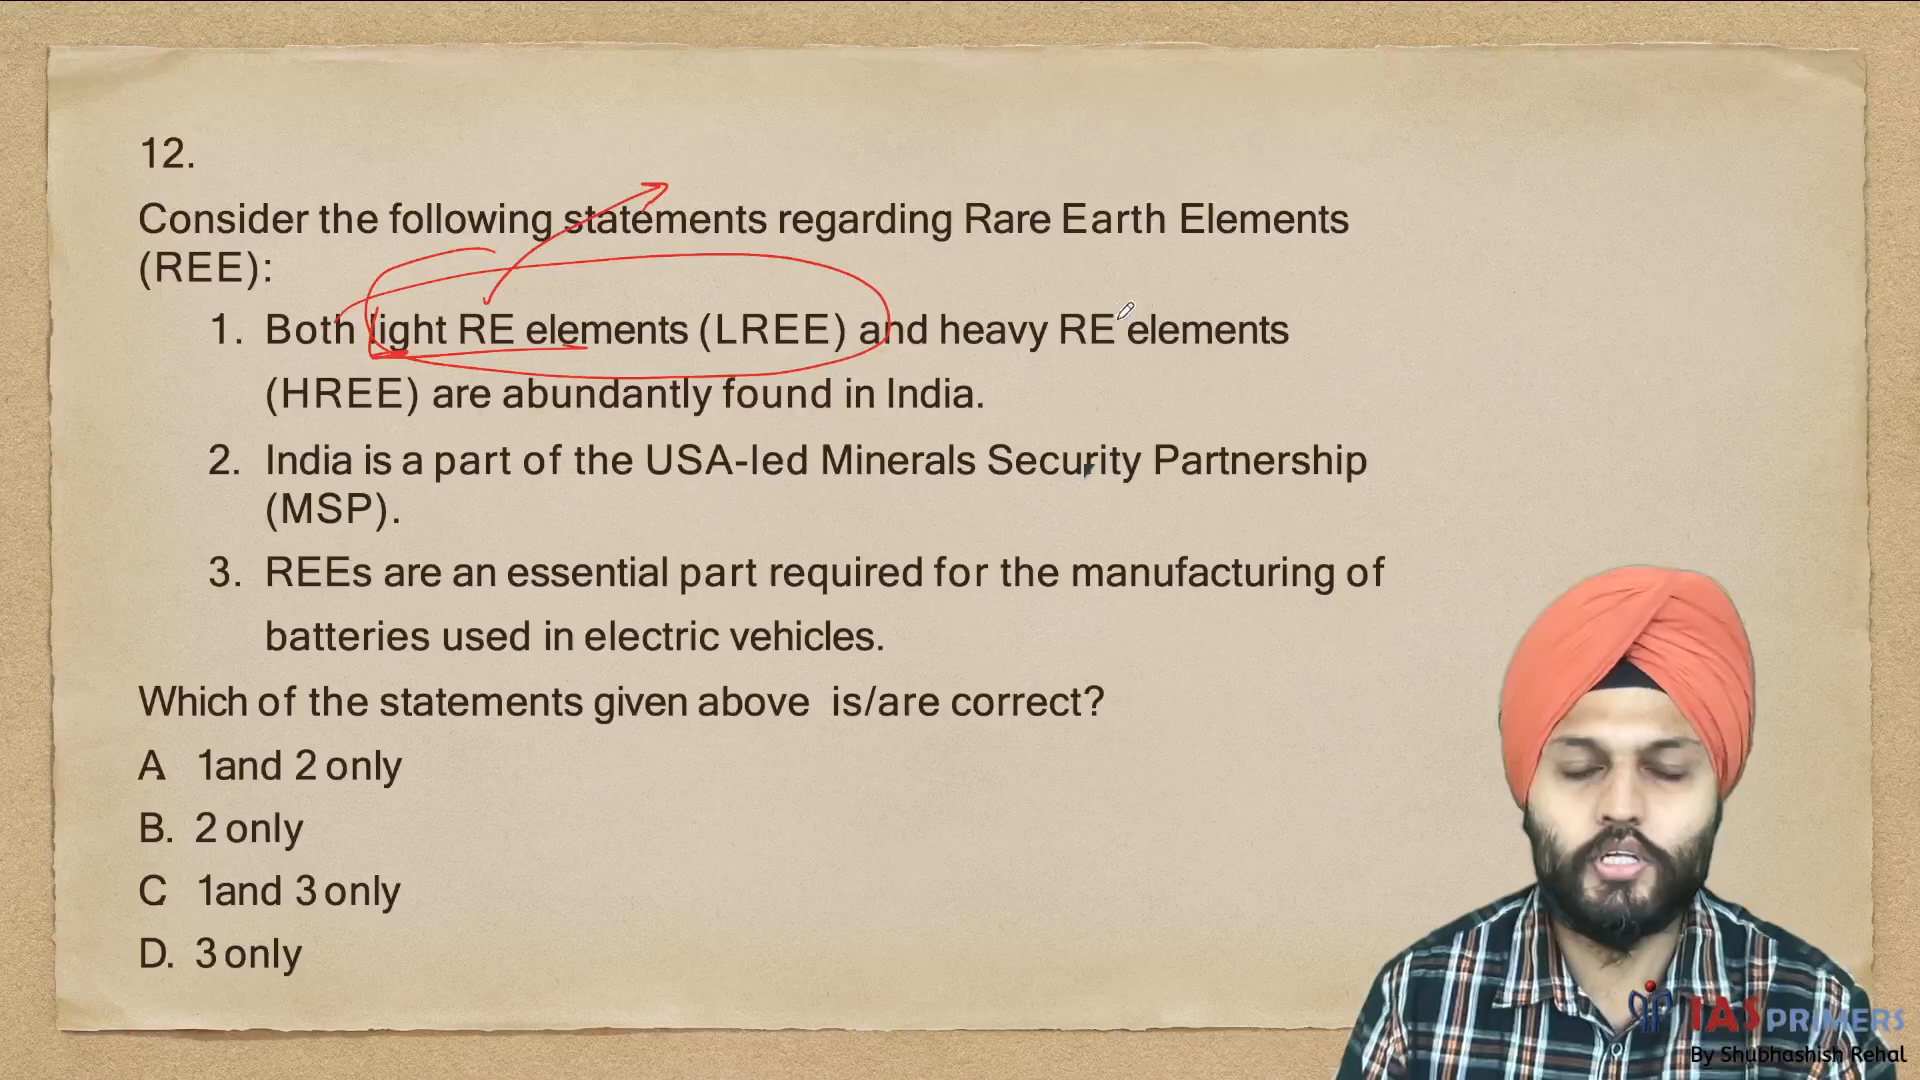 12.
Consider the following statements regarding Rare Earth Elements
(REE):
1. Both light RE elements (LREE) and heavy RE elements
(HREE) are abundantly found in India.
2. India is a part of the USA-led Minerals Security Partnership
(MSP).
3. REEs are an essential part required for the manufacturing of
batteries used in electric vehicles.
Which of the statements given above is/are correct?
A. 1and 2 only
B. 2 only
C. 1and 3 only
D. 3 only
IAS PRIMERS
By Shubhashish Rehal